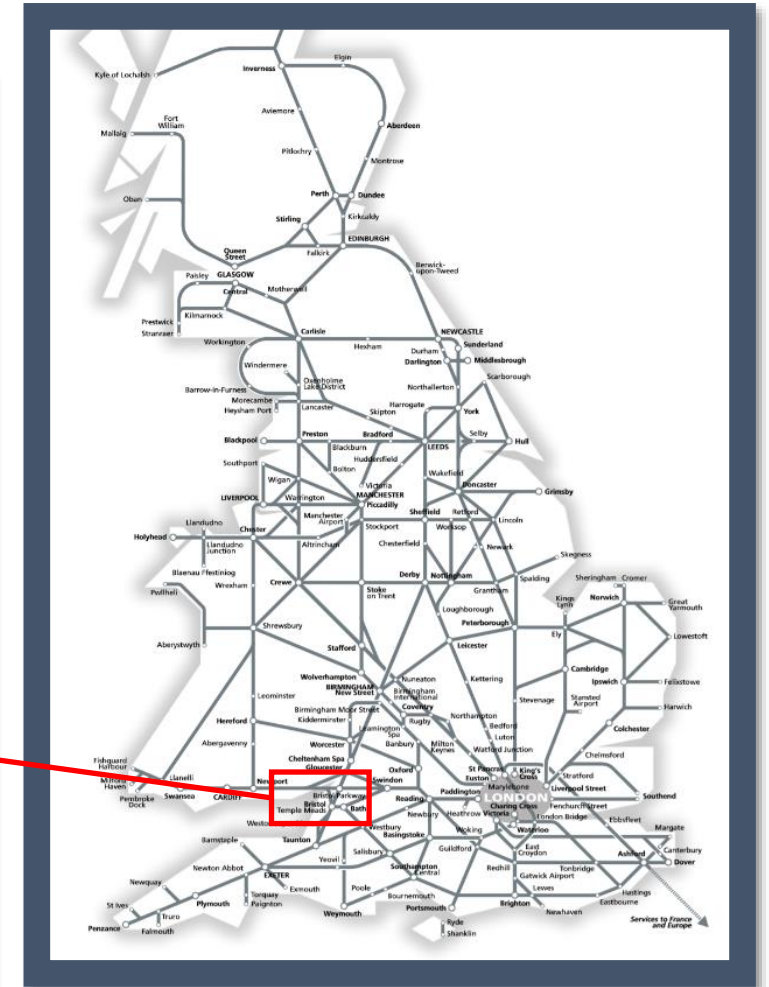 Elgin
Inverness
Kyle of Lochalsh
Aviemore
Fort
William
Aberdeen
Mallaig
Pitlochry
Montrose
Perth
Dundee
Oban
Stirling
Kirkcaldy
EDINBURGH
Queen
Street
Falkirk
Berwick-
upon-Tweed
Paisley
GLASGOW
Central
Motherwell
Kilmarnock
Prestwick
Stranraer
Carlisle
NEWCASTLE
Workington
Hexham
Sunderland
Durham
Darlington
Middlesbrough
Windermere
Scarborough
Oxenholme
Lake District
Barrow-in-Furness
Northallerton
Morecambe
Heysham Port
Lancaster
Harrogate
Skipton
York
Blackpool
Preston
Bradford
Selby
Hull
Blackburn
LEEDS
Southport
Huddersfield
Bolton
Wakefield
Wigan
Victoria
Doncaster
MANCHESTER
Piccadilly
LIVERPOOL
Warrington
Grimsby
Manchester
Airport
Sheffield
Retford
Lincoln
Llandudno
Chester
Stockport
Worksop
Holyhead
Llandudno
Junction
Altrincham
Chesterfield
Newark
Skegness
Blaenau Ffestiniog
Wrexham
Crewe
Stoke
on Trent
Derby
Nottingham
Grantham
Spalding
Sheringham
Cromer
Pwllheli
Kings
Lynn
Norwich
Great
Yarmouth
Loughborough
Peterborough
Shrewsbury
Ely
Lowestoft
Aberystwyth
Stafford
Leicester
Wolverhampton
BIRMINGHAM
New Street
Nuneaton
Kettering
Cambridge
Birmingham
International
Ipswich
Felixstowe
Leominster
Birmingham Moor Street
Coventry
Stevenage
Stansted
Airport
Harwich
Kidderminster
Rugby
Northampton
Hereford
Leamington
Spa
Bedford
Colchester
Worcester
Banbury
Milton
Keynes
Luton
Abergavenny
Watford Junction
Chelmsford
Cheltenham Spa
Gloucester
Oxford
St Pancras
King's
Cross
Fishguard
Harbour
Euston
Stratford
Milford
Haven
Llanelli
Newport
Swindon
Marylebone
Liverpool Street
Pembroke
Dock
Swansea
CARDIFF
Bristol Parkway
Reading
Paddington
LONDON
Southend
Bristol
Temple Meads
Bath
Charing Cross
Fenchurch Street
Newbury
Heathrow
Victoria
London Bridge
Ebbsfleet
Westbury
Basingstoke
Woking
Waterloo
Margate
Barnstaple
Taunton
Guildford
East
Croydon
Canterbury
Yeovil
Salisbury
Ashford
Dover
Newton Abbot
Southampton
Central
Redhill
Tonbridge
EXETER
Gatwick Airport
Newquay
Exmouth
Poole
Lewes
Hastings
Torquay
Paignton
Bournemouth
Eastbourne
St Ives
Plymouth
Portsmouth
Brighton
Newhaven
Truro
Weymouth
Ryde
Services to France
and Europe
Penzance
Falmouth
Shanklin